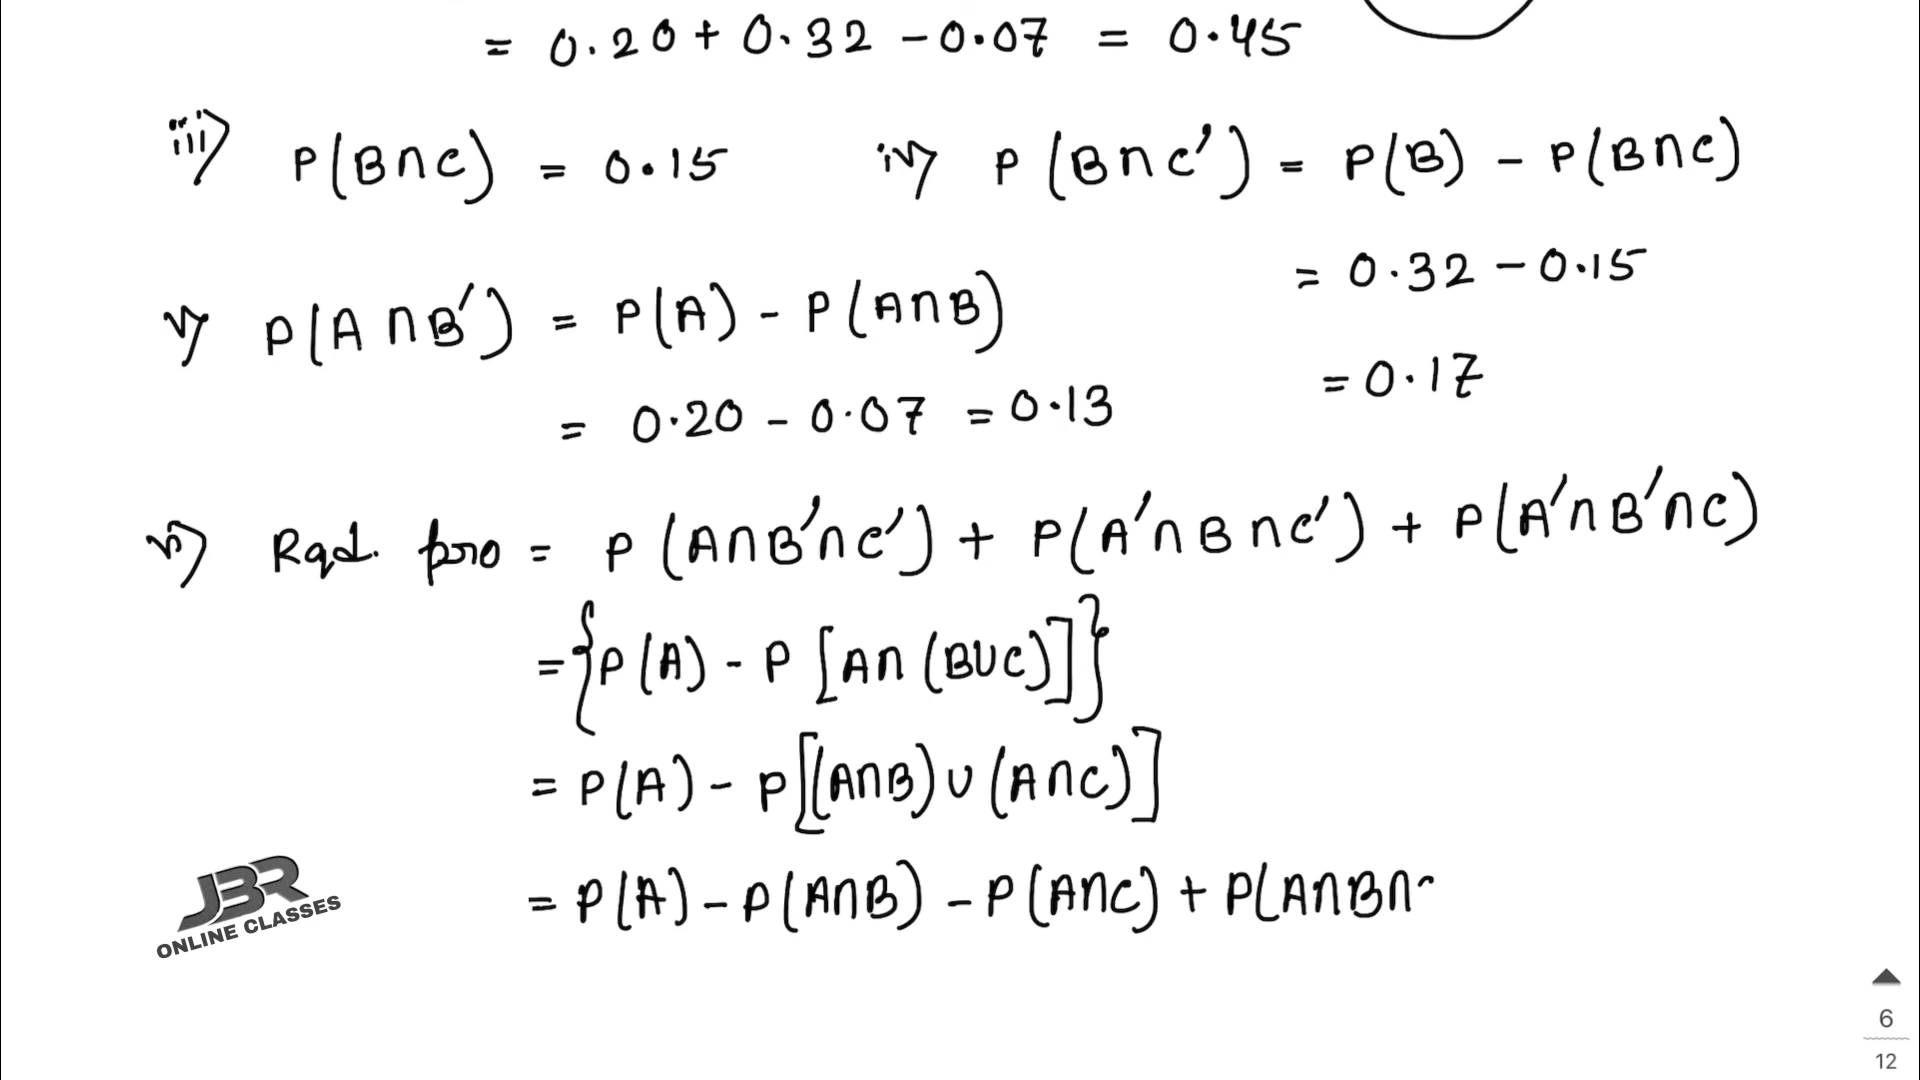 = 0.20 + 0.32 - 0.07 = 0.45
iii) P(B∩C) = 0.15 iv) P(B∩C') = P(B) - P(B∩C)
= 0.32 - 0.15
v) P(A∩B') = P(A) - P(A∩B)
= 0.17
= 0.20 - 0.07 = 0.13
vi) Rqd. pro = P(A∩B'∩C') + P(A'∩B∩C') + P(A'∩B'∩C)
= {P(A) - P[A∩(B∪C)]}
= P(A) - P[(A∩B)∪(A∩C)]
= P(A) - P(A∩B) - P(A∩C) + P(A∩B∩
JBR
ONLINE CLASSES
6
12